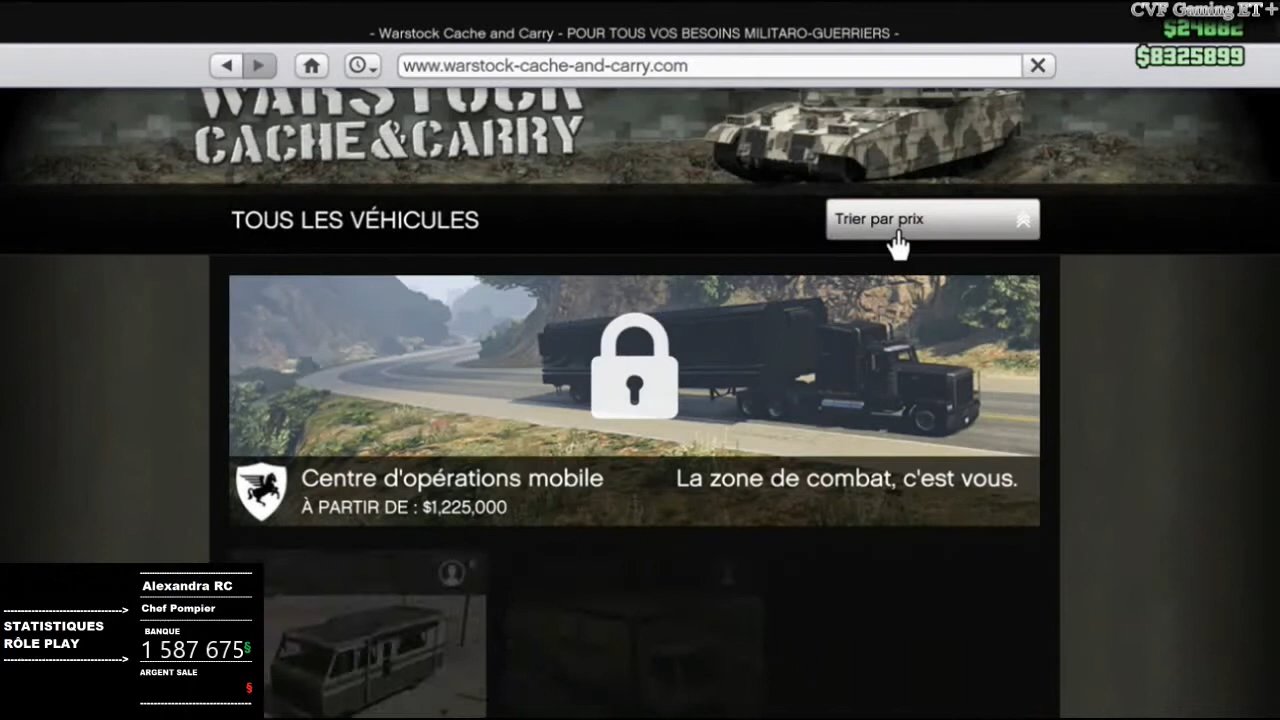 CVF Gaming ET +
- Warstock Cache and Carry - POUR TOUS VOS BESOINS MILITARO-GUERRIERS -
$24882
$8325899
www.warstock-cache-and-carry.com
WARSTOCK
CACHE&CARRY
TOUS LES VÉHICULES
Trier par prix
Centre d'opérations mobile
La zone de combat, c'est vous.
À PARTIR DE : $1,225,000
Alexandra RC
Chef Pompier
STATISTIQUES
RÔLE PLAY
BANQUE
1 587 675$
ARGENT SALE
$